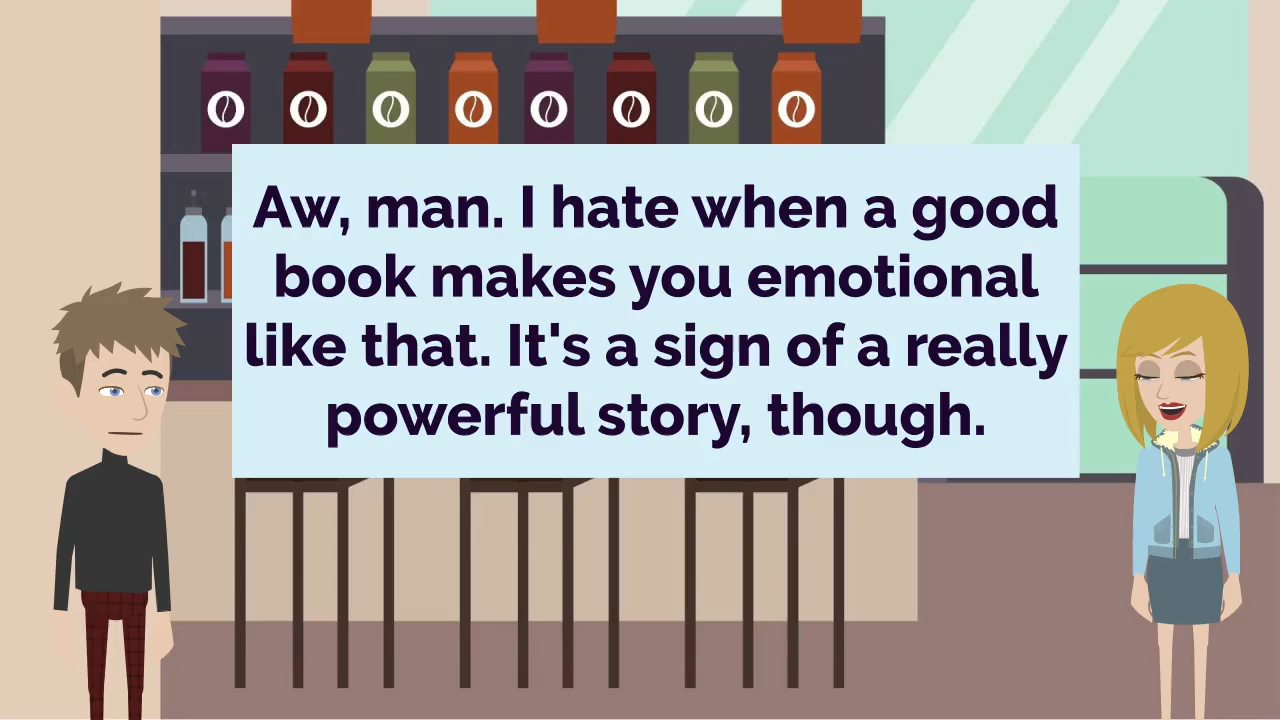 Aw, man. I hate when a good
book makes you emotional
like that. It's a sign of a really
powerful story, though.